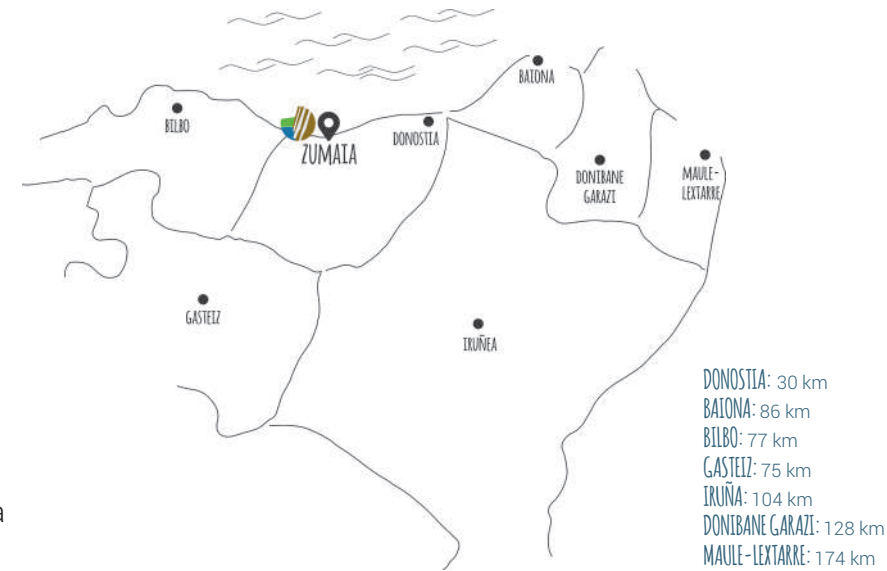 BAIONA
BILBO
DONOSTIA
ZUMAIA
DONIBANE
GARAZI
MAULE-
LEXTARRE
GASTEIZ
IRUÑEA
DONOSTIA: 30 km
BAIONA: 86 km
BILBO: 77 km
GASTEIZ: 75 km
IRUÑA: 104 km
DONIBANE GARAZI: 128 km
MAULE-LEXTARRE: 174 km
a